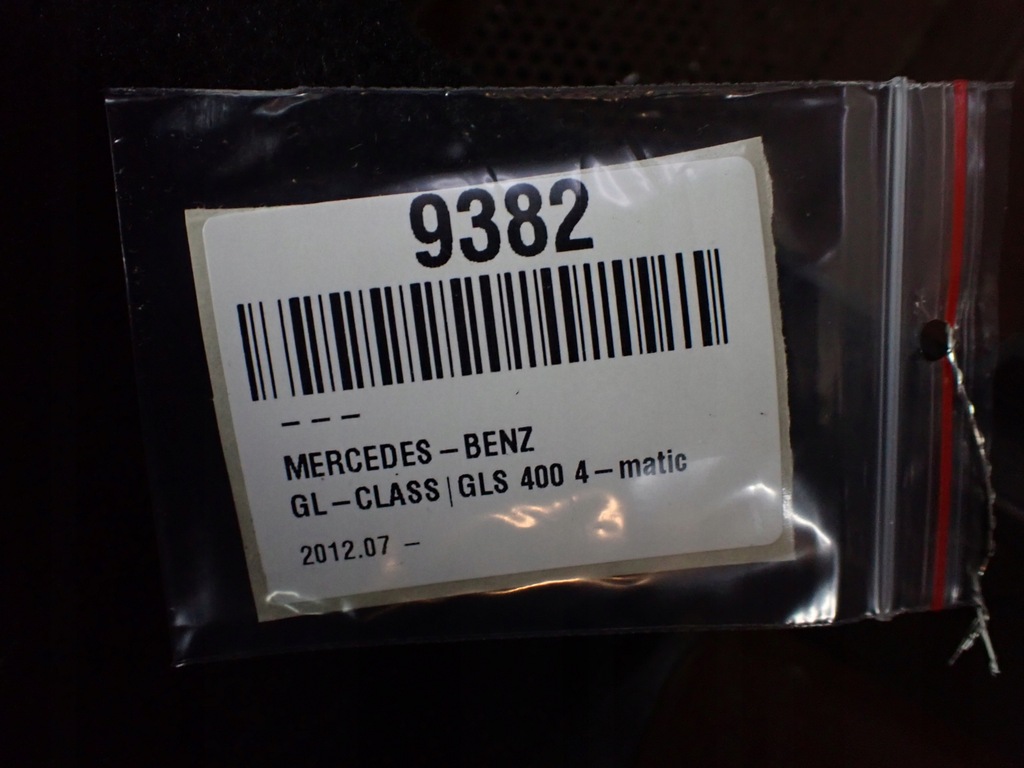 9382
– – –
MERCEDES – BENZ
GL – CLASS | GLS 400 4 – matic
2012.07 –